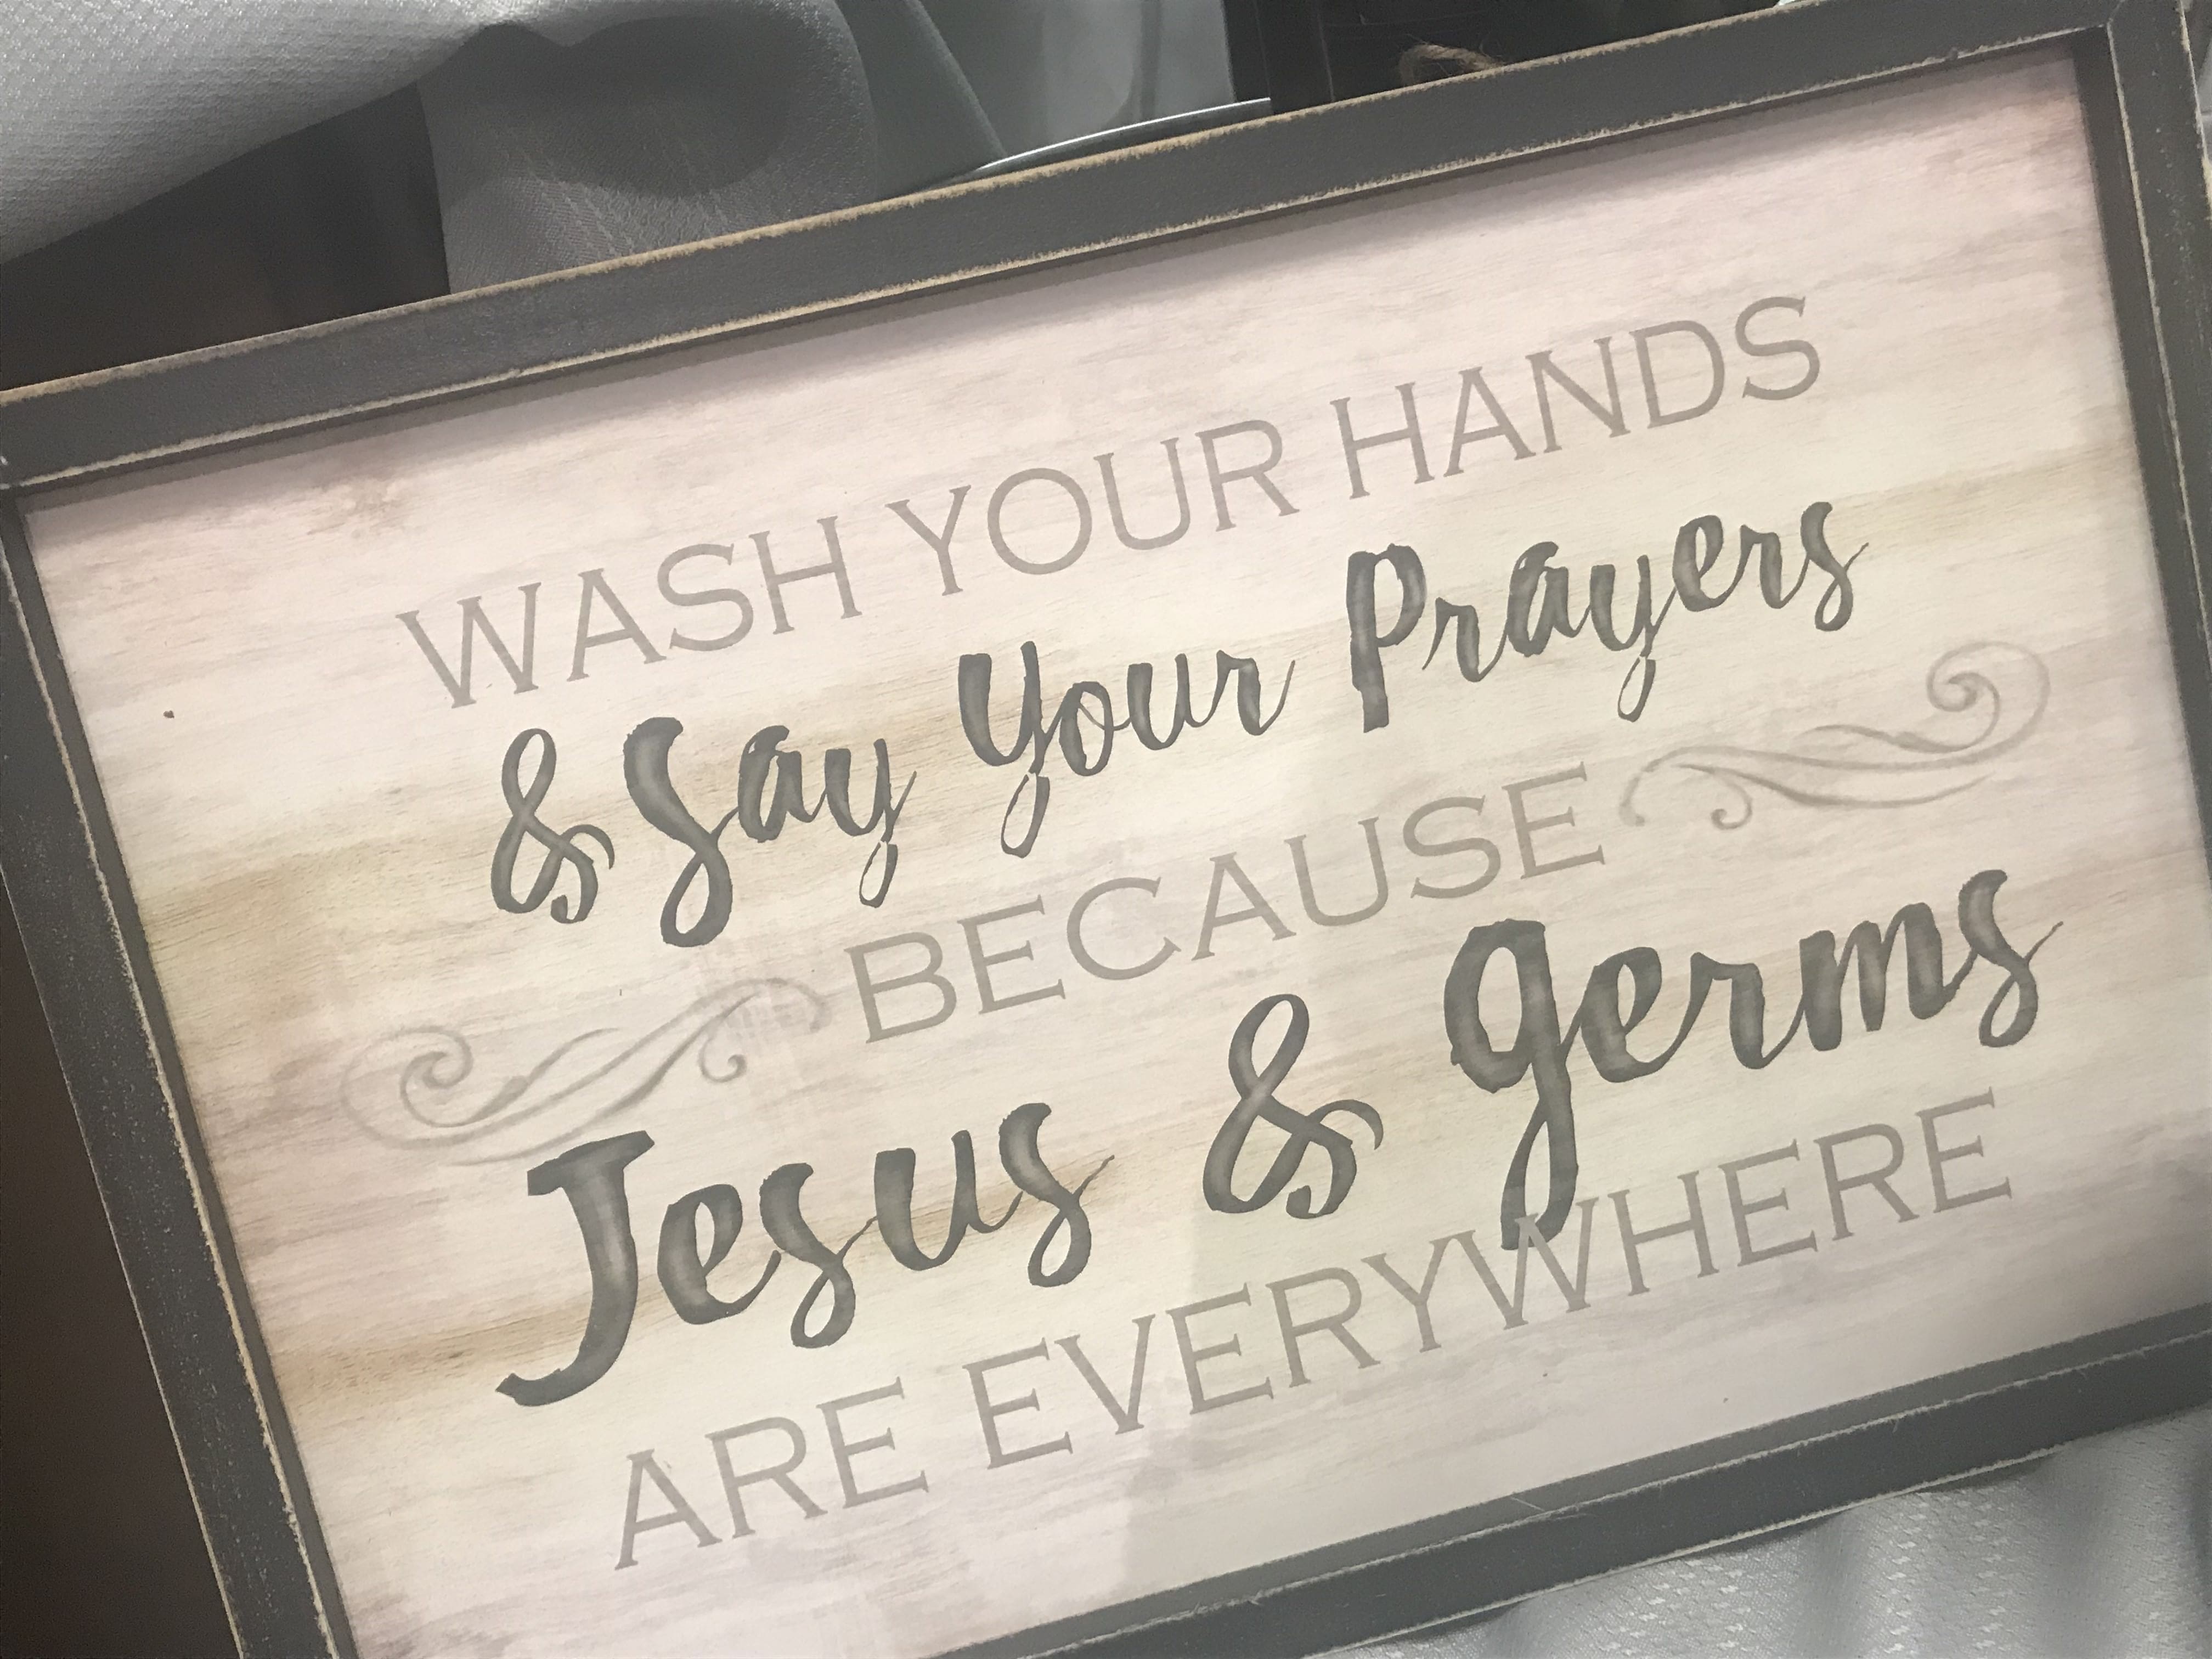 WASH YOUR HANDS
& Say Your Prayers
BECAUSE
Jesus & Germs
ARE EVERYWHERE